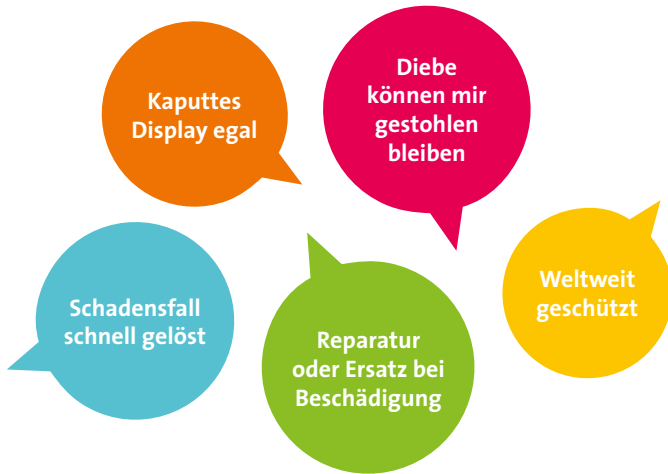 Kaputtes
Display egal
Diebe
können mir
gestohlen
bleiben
Schadensfall
schnell gelöst
Reparatur
oder Ersatz bei
Beschädigung
Weltweit
geschützt